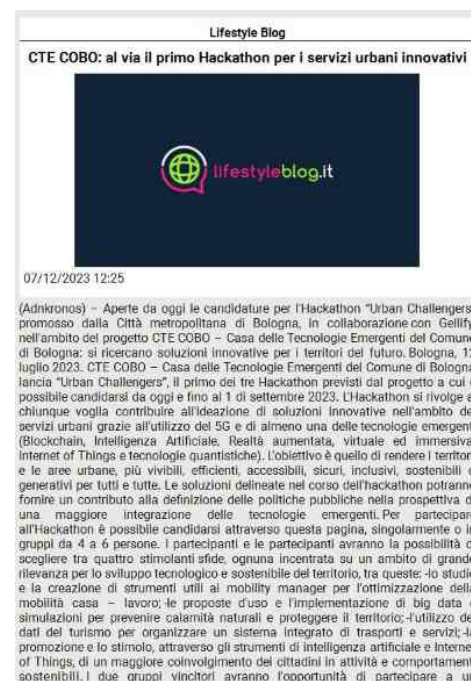 Lifestyle Blog
CTE COBO: al via il primo Hackathon per i servizi urbani innovativi
lifestyleblog.it
07/12/2023 12:25
(Adnkronos) – Aperte da oggi le candidature per l'Hackathon "Urban Challengers
promosso dalla Città metropolitana di Bologna, in collaborazione con Gellify
nell'ambito del progetto CTE COBO – Casa delle Tecnologie Emergenti del Comune
di Bologna: si ricercano soluzioni innovative per i territori del futuro. Bologna, 12
luglio 2023. CTE COBO – Casa delle Tecnologie Emergenti del Comune di Bologna
lancia "Urban Challengers", il primo dei tre Hackathon previsti dal progetto a cui
possibile candidarsi da oggi e fino al 1 di settembre 2023. L'Hackathon si rivolge a
chiunque voglia contribuire all'ideazione di soluzioni innovative nell'ambito de
servizi urbani grazie all'utilizzo del 5G e di almeno una delle tecnologie emergent
(Blockchain, Intelligenza Artificiale, Realtà aumentata, virtuale ed immersiva
Internet of Things e tecnologie quantistiche). L'obiettivo è quello di rendere i territor
e le aree urbane, più vivibili, efficienti, accessibili, sicuri, inclusivi, sostenibili
generativi per tutti e tutte. Le soluzioni delineate nel corso dell'hackathon potranno
fornire un contributo alla definizione delle politiche pubbliche nella prospettiva d
una maggiore integrazione delle tecnologie emergenti. Per partecipare
all'Hackathon è possibile candidarsi attraverso questa pagina, singolarmente o i
gruppi da 4 a 6 persone. I partecipanti e le partecipanti avranno la possibilità d
scegliere tra quattro stimolanti sfide, ognuna incentrata su un ambito di grande
rilevanza per lo sviluppo tecnologico e sostenibile del territorio, tra queste: -lo studio
e la creazione di strumenti utili ai mobility manager per l'ottimizzazione della
mobilità casa – lavoro; -le proposte d'uso e l'implementazione di big data
simulazioni per prevenire calamità naturali e proteggere il territorio; -l'utilizzo de
dati del turismo per organizzare un sistema integrato di trasporti e servizi; -la
promozione e lo stimolo, attraverso gli strumenti di intelligenza artificiale e Interne
of Things, di un maggiore coinvolgimento dei cittadini in attività e comportament
sostenibili. I due gruppi vincitori avranno l'opportunità di partecipare a un